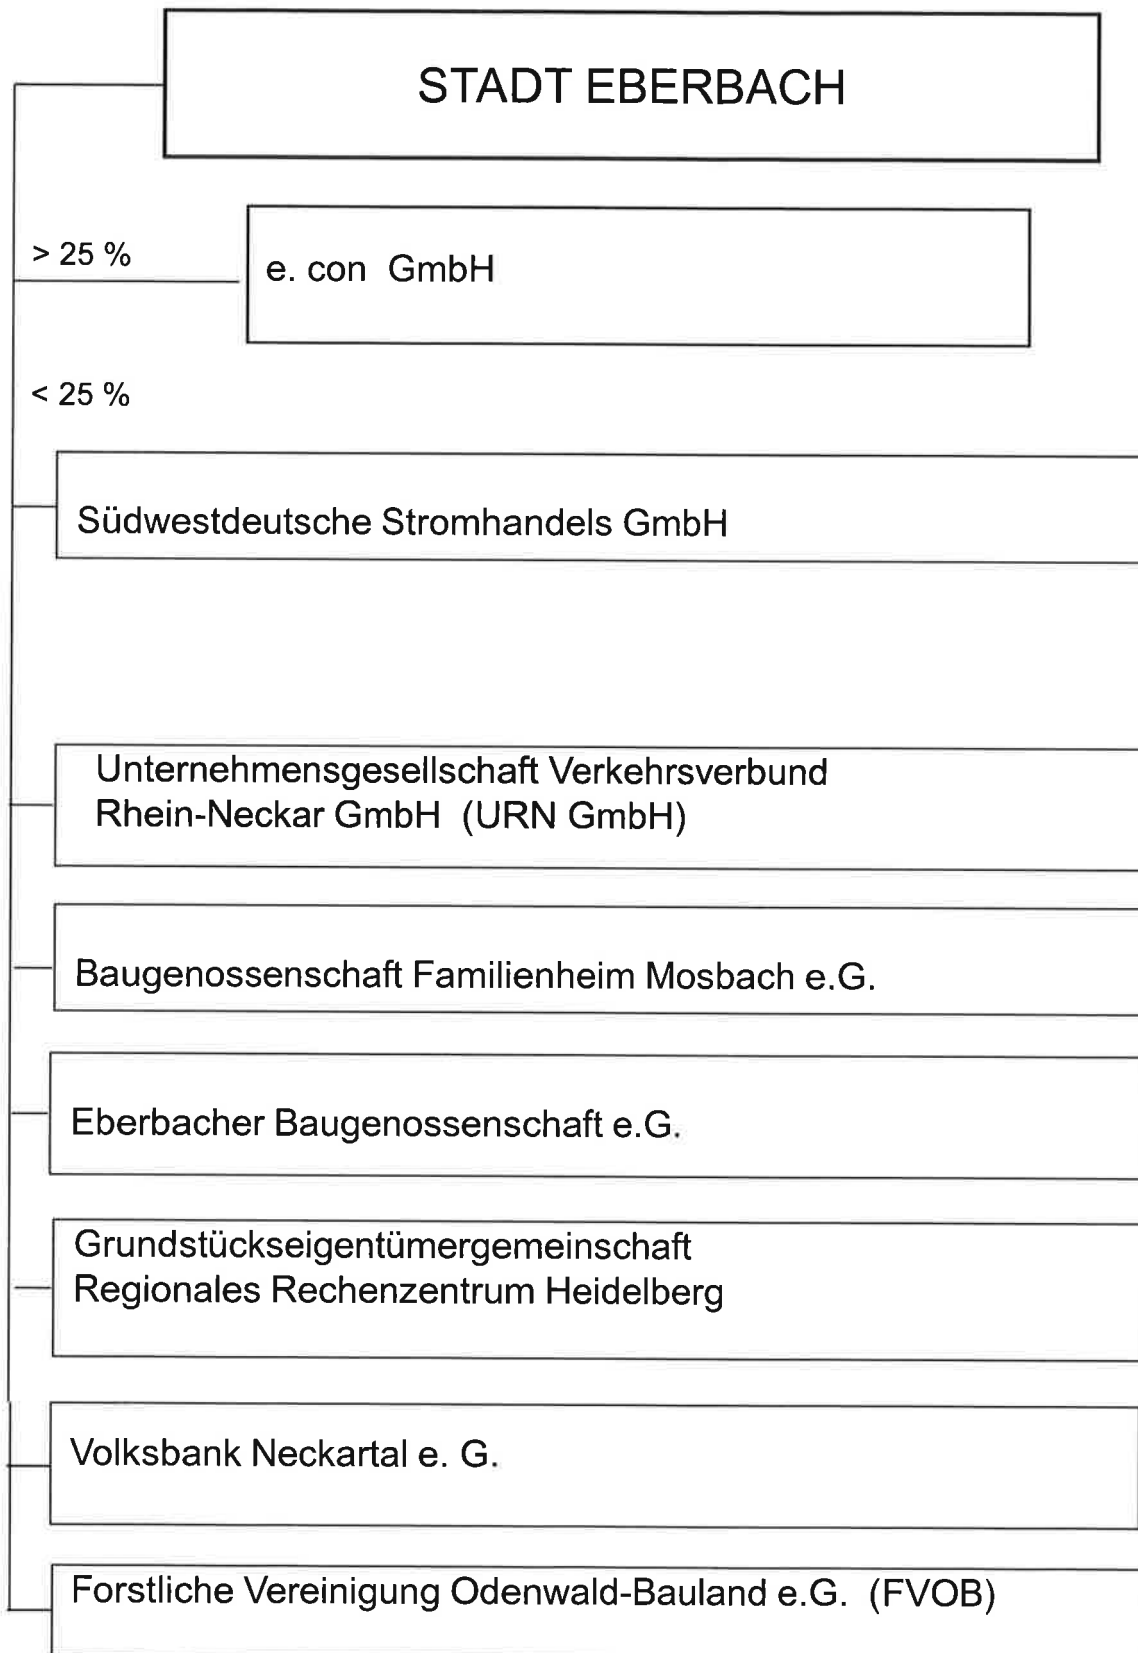 STADT EBERBACH
> 25 %
e. con GmbH
< 25 %
Südwestdeutsche Stromhandels GmbH
Unternehmensgesellschaft Verkehrsverbund
Rhein-Neckar GmbH (URN GmbH)
Baugenossenschaft Familienheim Mosbach e.G.
Eberbacher Baugenossenschaft e.G.
Grundstückseigentümergemeinschaft
Regionales Rechenzentrum Heidelberg
Volksbank Neckartal e. G.
Forstliche Vereinigung Odenwald-Bauland e.G. (FVOB)